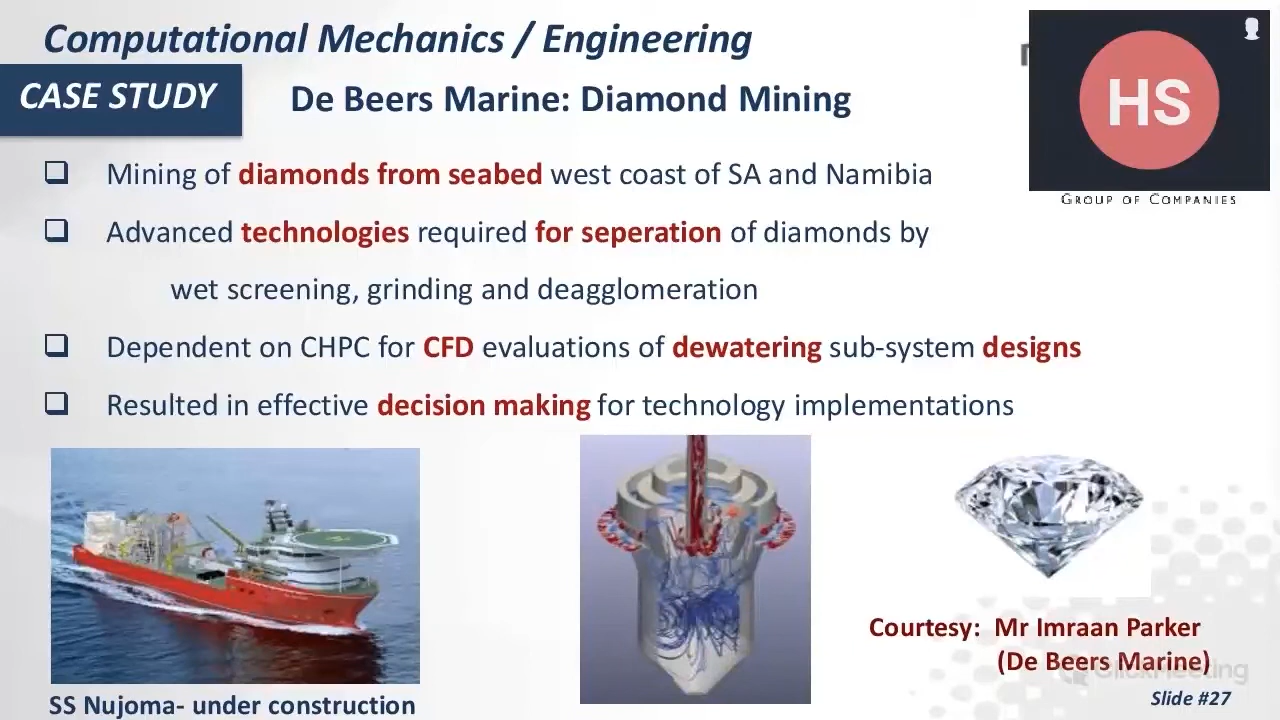 Computational Mechanics / Engineering
HS
CASE STUDY
De Beers Marine: Diamond Mining
GROUP OF COMPANIES
Mining of diamonds from seabed west coast of SA and Namibia
Advanced technologies required for seperation of diamonds by
wet screening, grinding and deagglomeration
Dependent on CHPC for CFD evaluations of dewatering sub-system designs
Resulted in effective decision making for technology implementations
Courtesy: Mr Imraan Parker
(De Beers Marine)
ClickMeeting
Slide #27
SS Nujoma- under construction